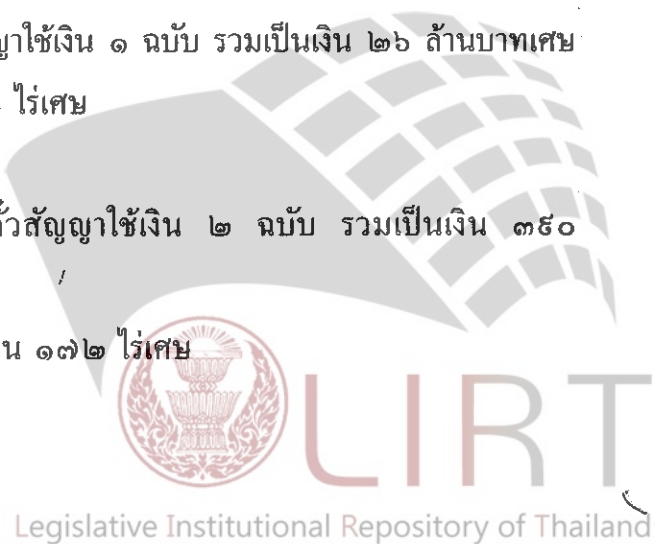 ญาใช้เงิน ๑ ฉบับ รวมเป็นเงิน ๒๖ ล้านบาทเศษ
ไร่เศษ
สัญญาใช้เงิน ๒ ฉบับ รวมเป็นเงิน ๓๙๐
น ๑๗๒ ไร่เศษ
LIRT
Legislative Institutional Repository of Thailand